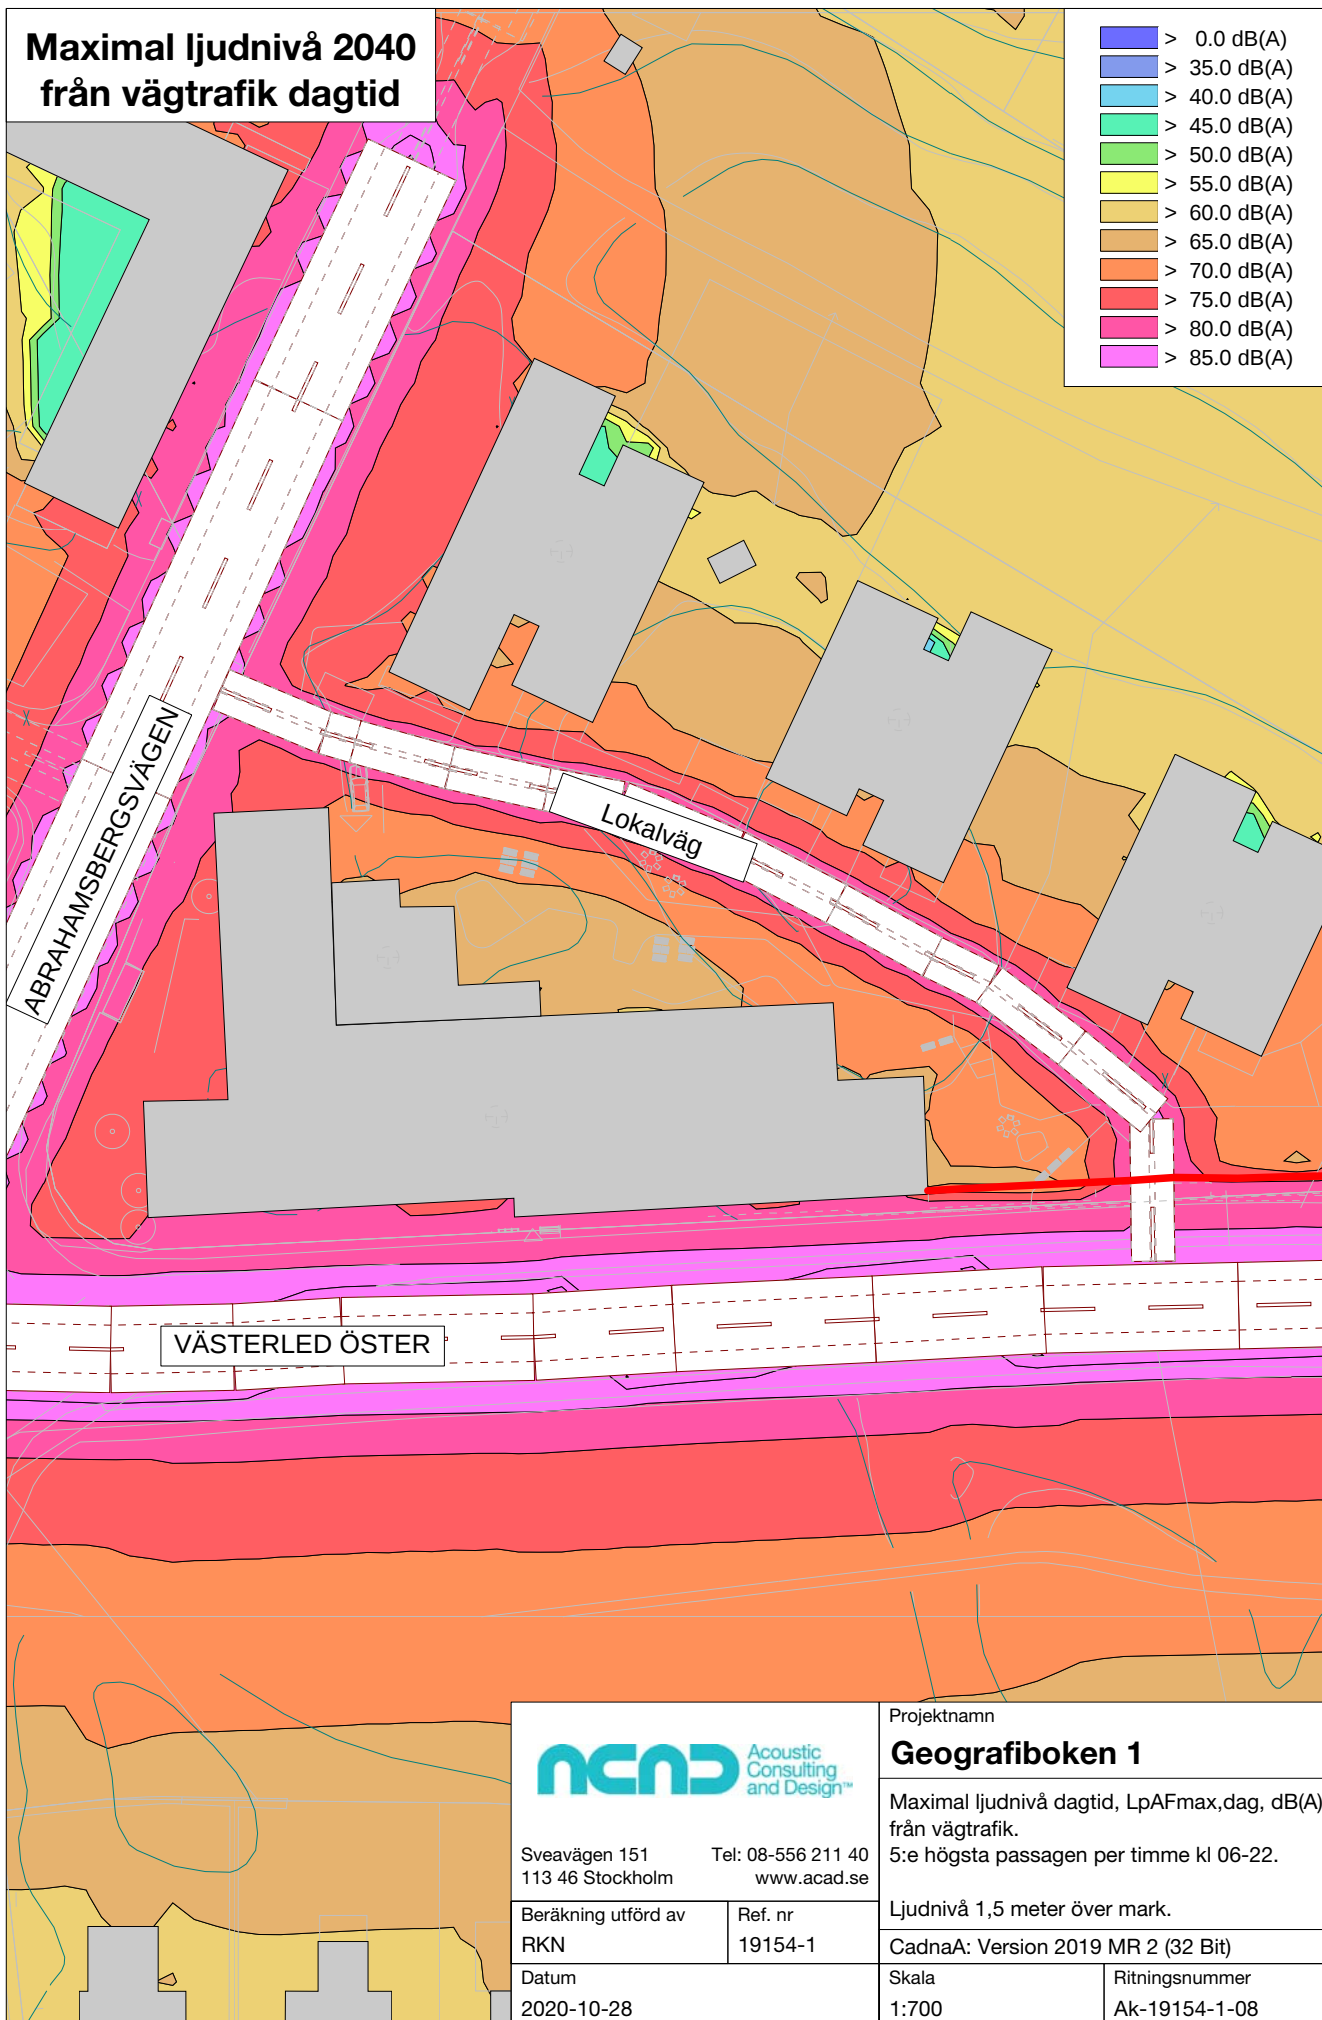 Maximal ljudnivå 2040
från vägtrafik dagtid
> 0.0 dB(A)
> 35.0 dB(A)
> 40.0 dB(A)
> 45.0 dB(A)
> 50.0 dB(A)
> 55.0 dB(A)
> 60.0 dB(A)
> 65.0 dB(A)
> 70.0 dB(A)
> 75.0 dB(A)
> 80.0 dB(A)
> 85.0 dB(A)
ABRAHAMSBERGSVÄGEN
Lokalväg
VÄSTERLED ÖSTER
ACAD
Acoustic
Consulting
and Design™
Sveavägen 151
113 46 Stockholm
Tel: 08-556 211 40
www.acad.se
Beräkning utförd av
RKN
Ref. nr
19154-1
Datum
2020-10-28
Projektnamn
Geografiboken 1
Maximal ljudnivå dagtid, LpAFmax,dag, dB(A)
från vägtrafik.
5:e högsta passagen per timme kl 06-22.
Ljudnivå 1,5 meter över mark.
CadnaA: Version 2019 MR 2 (32 Bit)
Skala
1:700
Ritningsnummer
Ak-19154-1-08